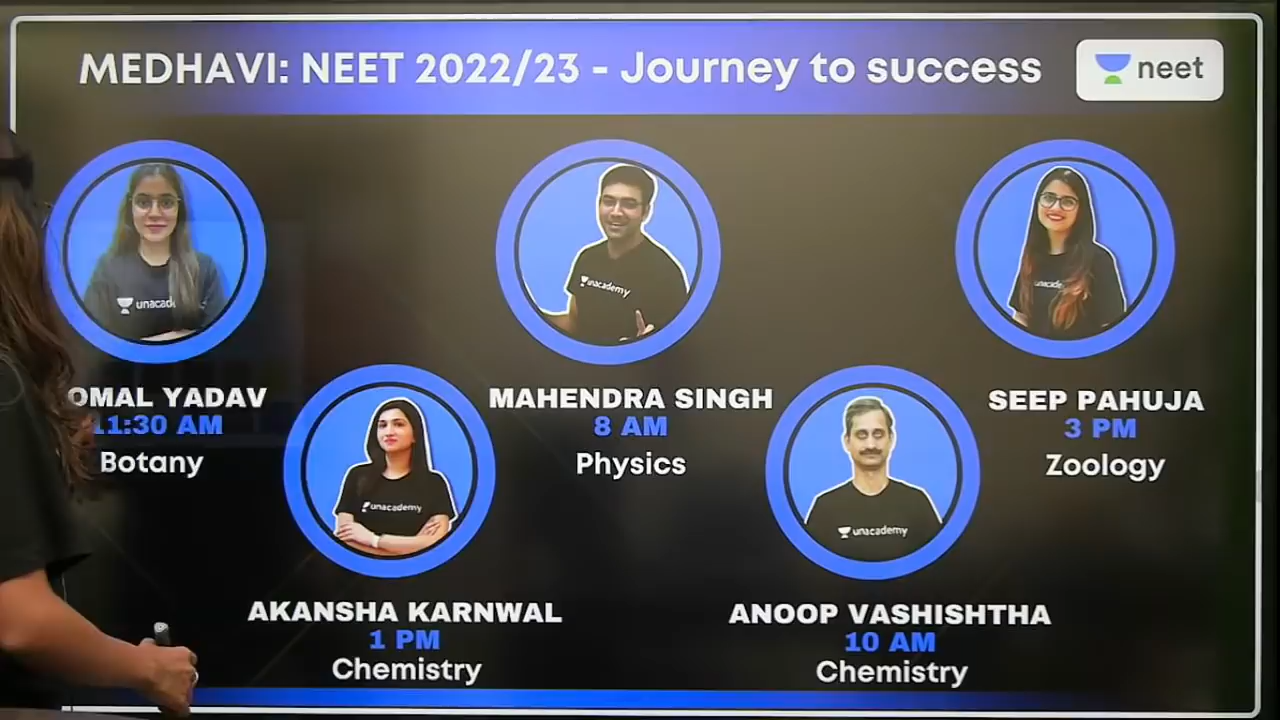 MEDHAVI: NEET 2022/23 - Journey to success
neet
unacademy
unacademy
OMAL YADAV
11:30 AM
Botany
MAHENDRA SINGH
8 AM
Physics
SEEP PAHUJA
3 PM
Zoology
unacademy
unacademy
AKANSHA KARNWAL
1 PM
Chemistry
ANOOP VASHISHTHA
10 AM
Chemistry